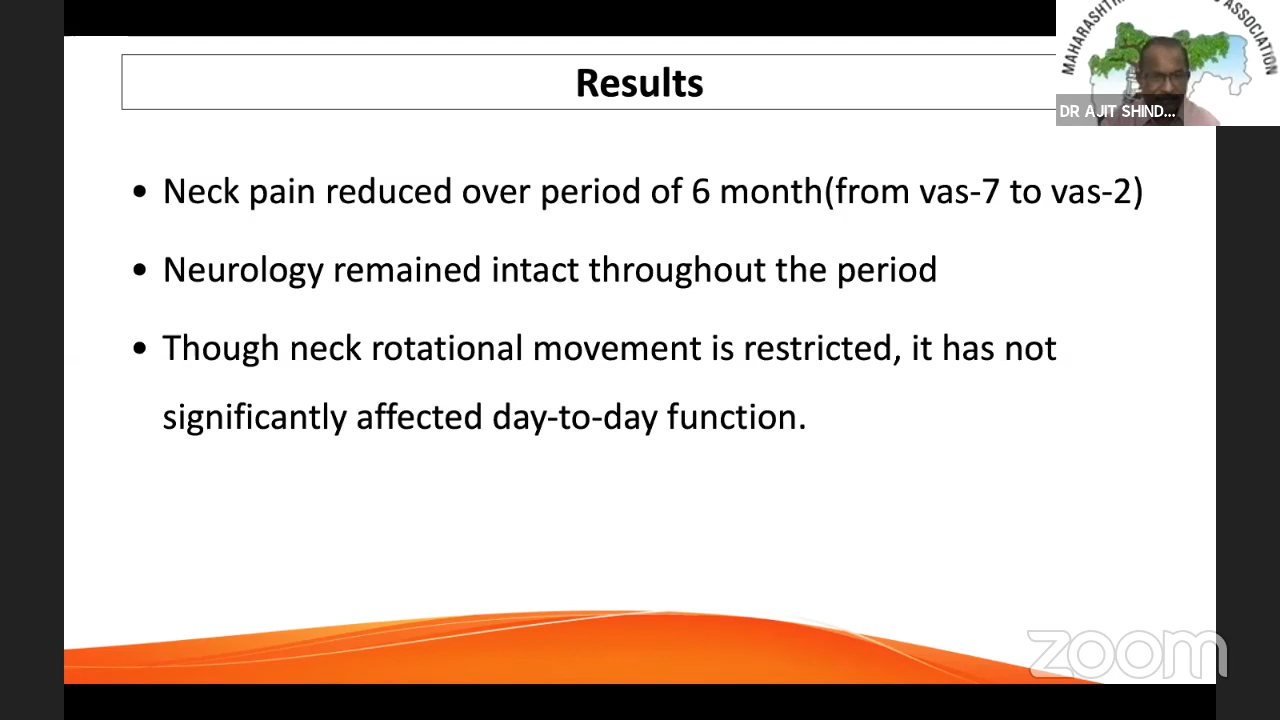 Results
MAHARASHT
ASSOCIATION
DR AJIT SHIND...
• Neck pain reduced over period of 6 month(from vas-7 to vas-2)
• Neurology remained intact throughout the period
• Though neck rotational movement is restricted, it has not
significantly affected day-to-day function.
zoom